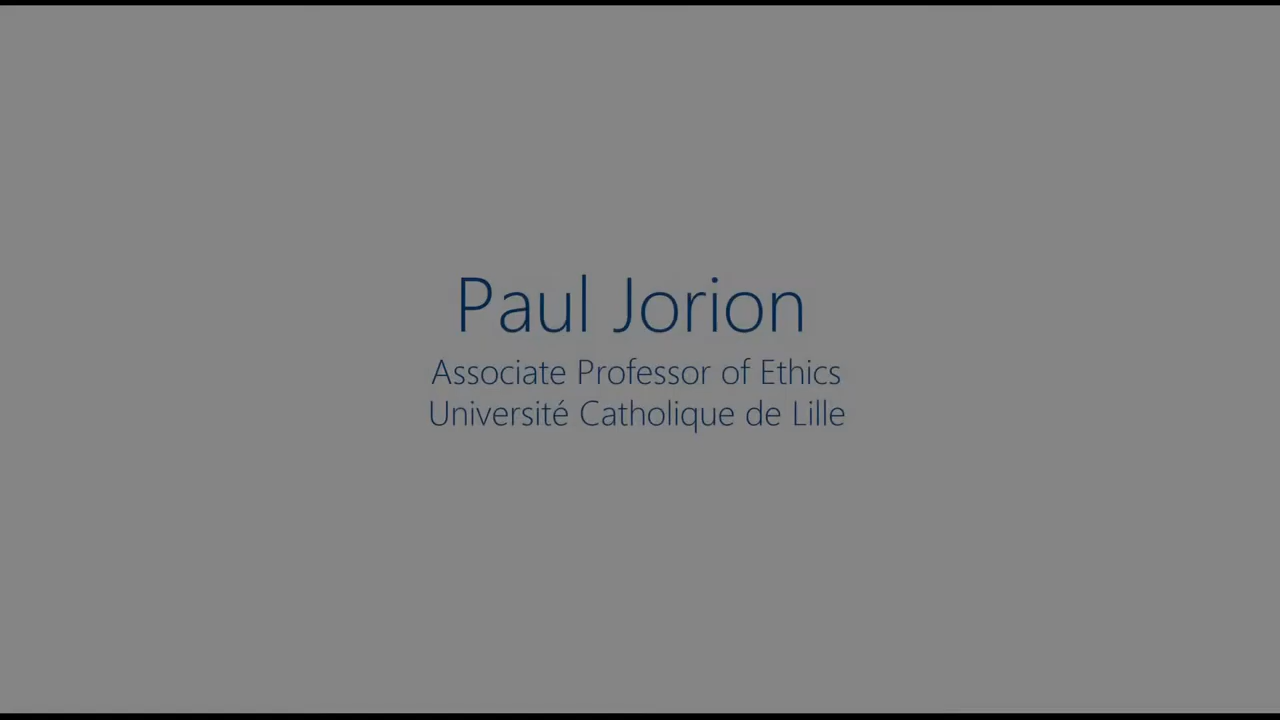 Paul Jorion
Associate Professor of Ethics
Université Catholique de Lille